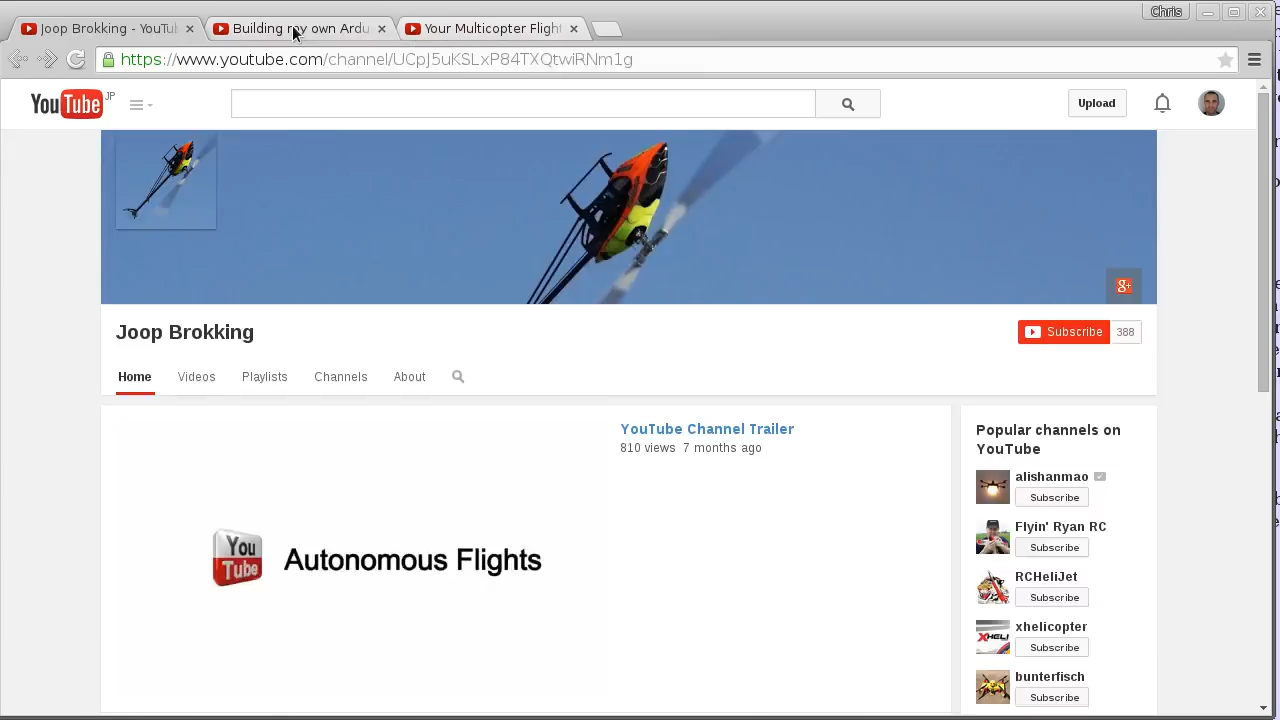 Chris
Joop Brokking - YouTu
Building my own Ardu
Your Multicopter Flight
https://www.youtube.com/channel/UCpJ5uKSLxP84TXQtwiRNm1g
YouTube JP
Upload
g+
Joop Brokking
Subscribe 388
Home Videos Playlists Channels About
YouTube Channel Trailer
810 views 7 months ago
You Tube
Autonomous Flights
Popular channels on
YouTube
alishanmao
Subscribe
Flyin' Ryan RC
Subscribe
RCHeliJet
Subscribe
xhelicopter
Subscribe
bunterfisch
Subscribe